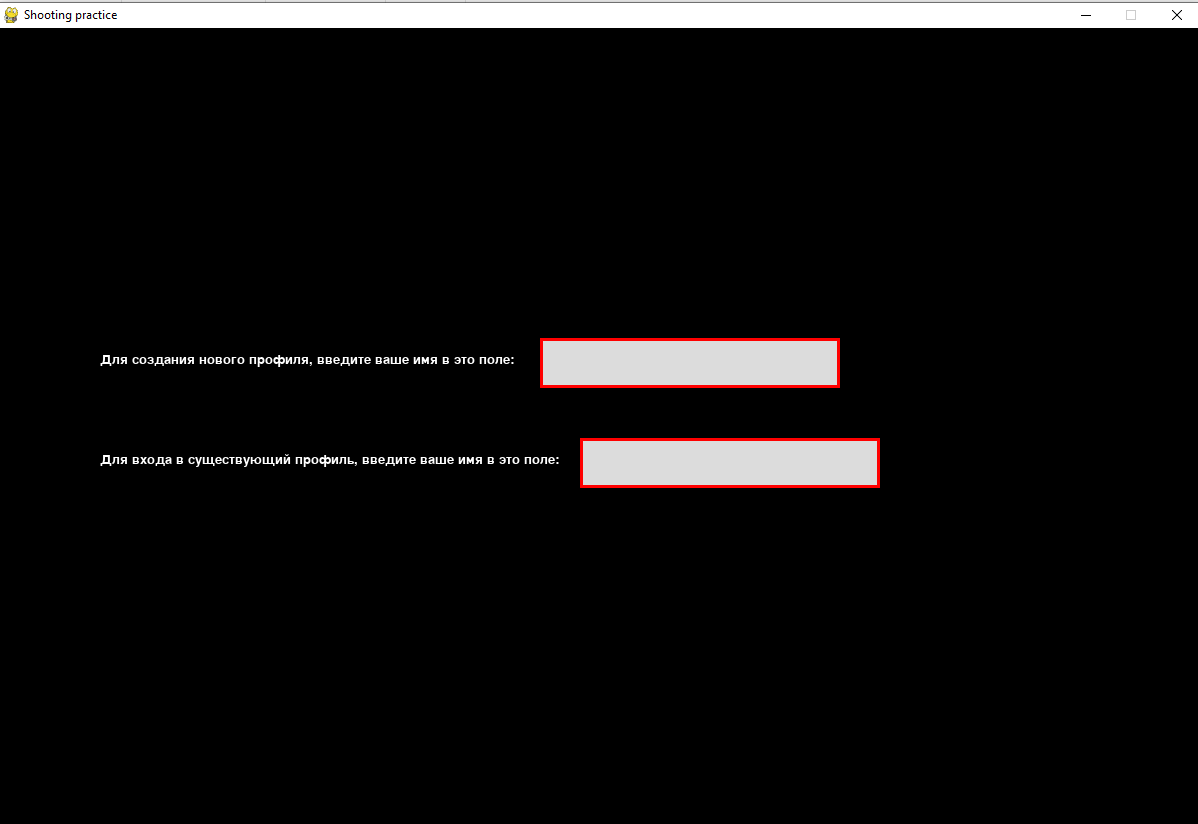 Shooting practice
Для создания нового профиля, введите ваше имя в это поле:
Для входа в существующий профиль, введите ваше имя в это поле: